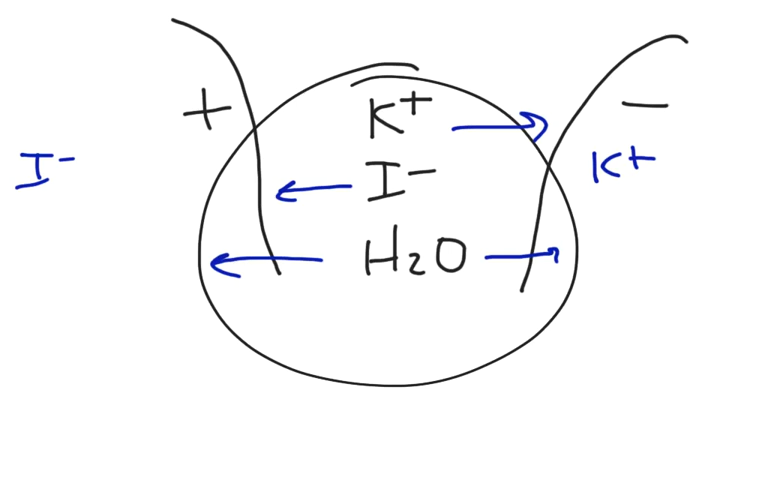 + K⁺ −
I⁻ I⁻ K⁺
H₂O